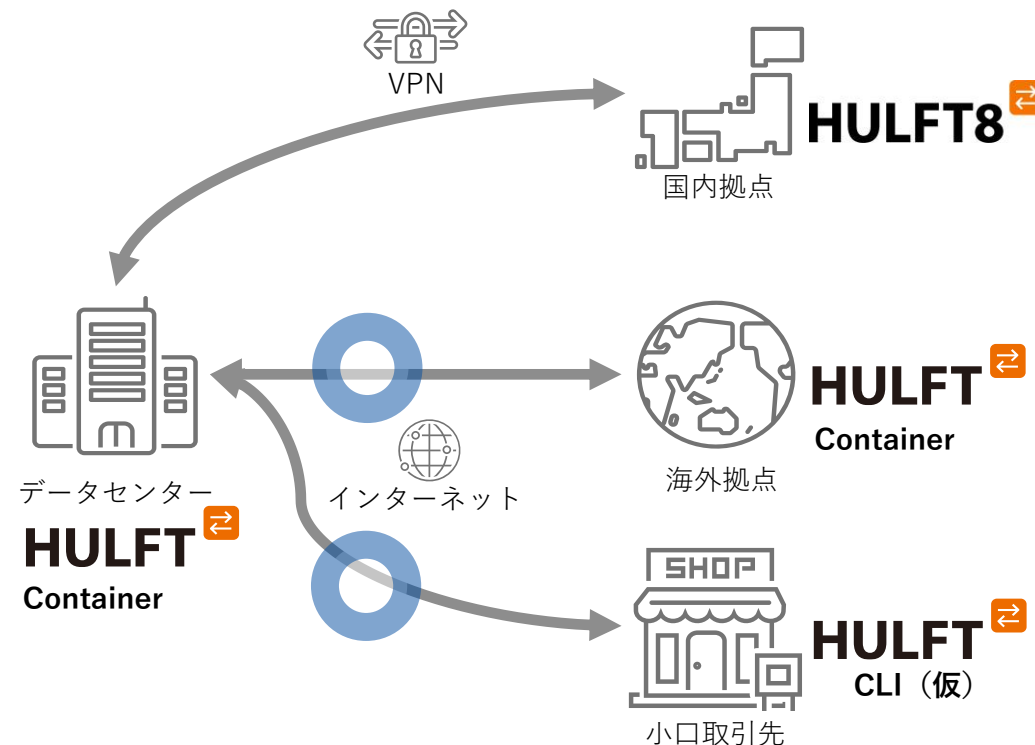 VPN
HULFT8
国内拠点
HULFT
Container
海外拠点
インターネット
データセンター
HULFT
Container
SHOP
HULFT
CLI（仮）
小口取引先